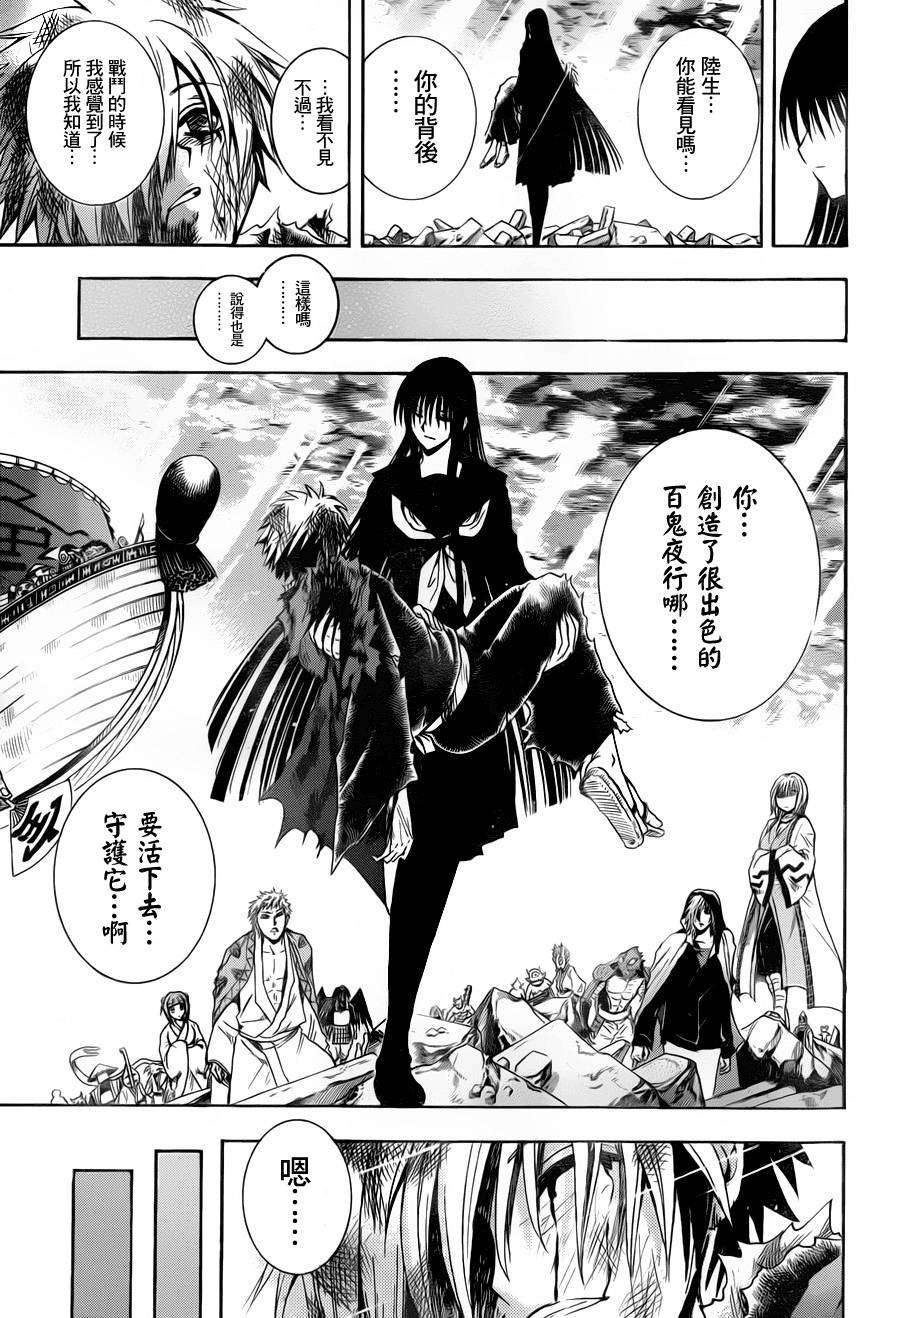 陸生…
你能看見嗎…
你的背後
……
…我看不見
不過…
戰鬥的時候
我感覺到了…
所以我知道…
這樣嗎
………
說得也是
………
你…
創造了很出色的
百鬼夜行哪……
要活下去…
守護它…啊
嗯……